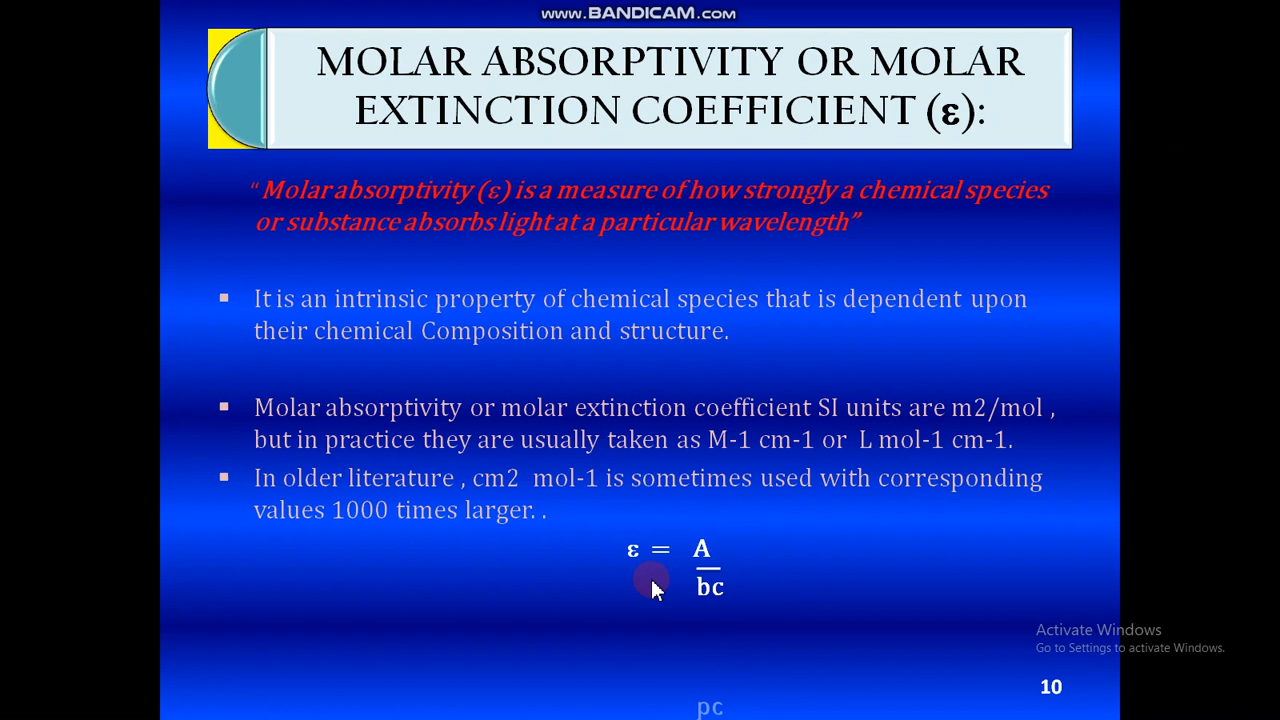 WWW.BANDICAM.COM
MOLAR ABSORPTIVITY OR MOLAR
EXTINCTION COEFFICIENT (ε):
“ Molar absorptivity (ε) is a measure of how strongly a chemical species
or substance absorbs light at a particular wavelength”
▪ It is an intrinsic property of chemical species that is dependent upon
their chemical Composition and structure.
▪ Molar absorptivity or molar extinction coefficient SI units are m2/mol ,
but in practice they are usually taken as M-1 cm-1 or L mol-1 cm-1.
▪ In older literature , cm2 mol-1 is sometimes used with corresponding
values 1000 times larger. .
ε = A
bc
Activate Windows
Go to Settings to activate Windows.
10